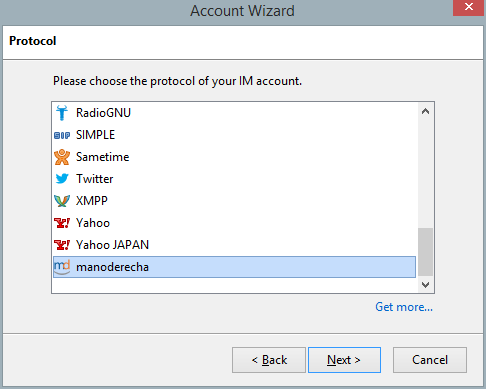 Account Wizard
Protocol
Please choose the protocol of your IM account.
RadioGNU
SIMPLE
Sametime
Twitter
XMPP
Yahoo
Yahoo JAPAN
md manoderecha
Get more...
< Back Next > Cancel